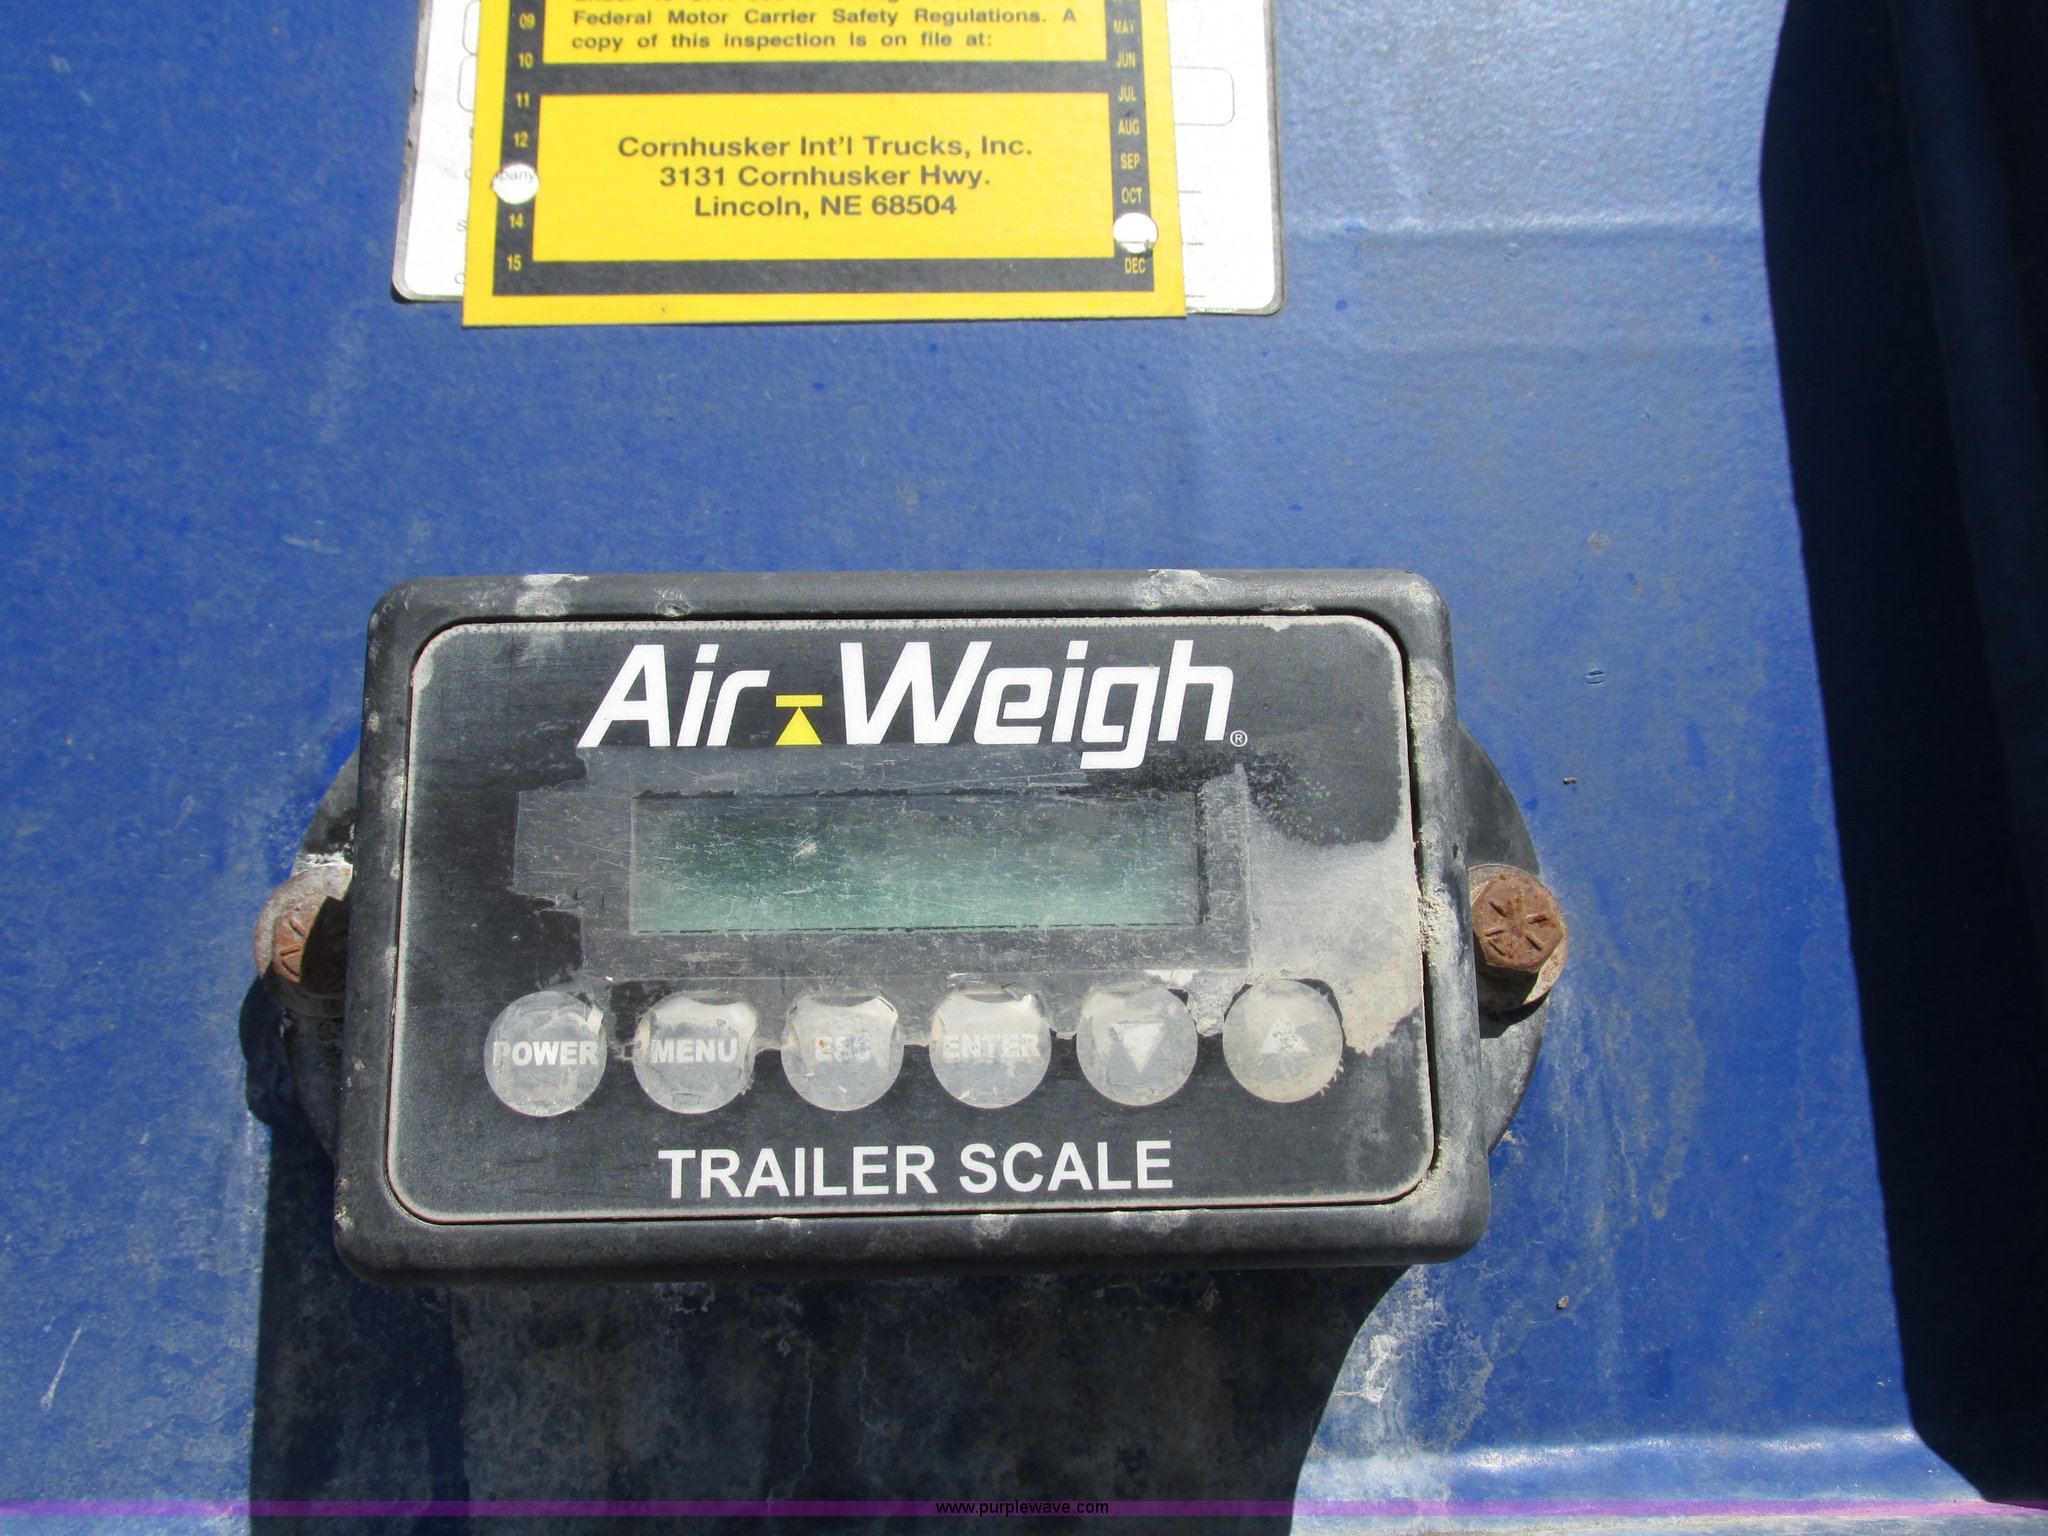 Federal Motor Carrier Safety Regulations. A
copy of this inspection is on file at:
09
10
11
12
14
15
MAY
JUN
JUL
AUG
SEP
OCT
DEC
Cornhusker Int'l Trucks, Inc.
3131 Cornhusker Hwy.
Lincoln, NE 68504
Air-Weigh®
POWER MENU ESC ENTER
TRAILER SCALE
www.purplewave.com